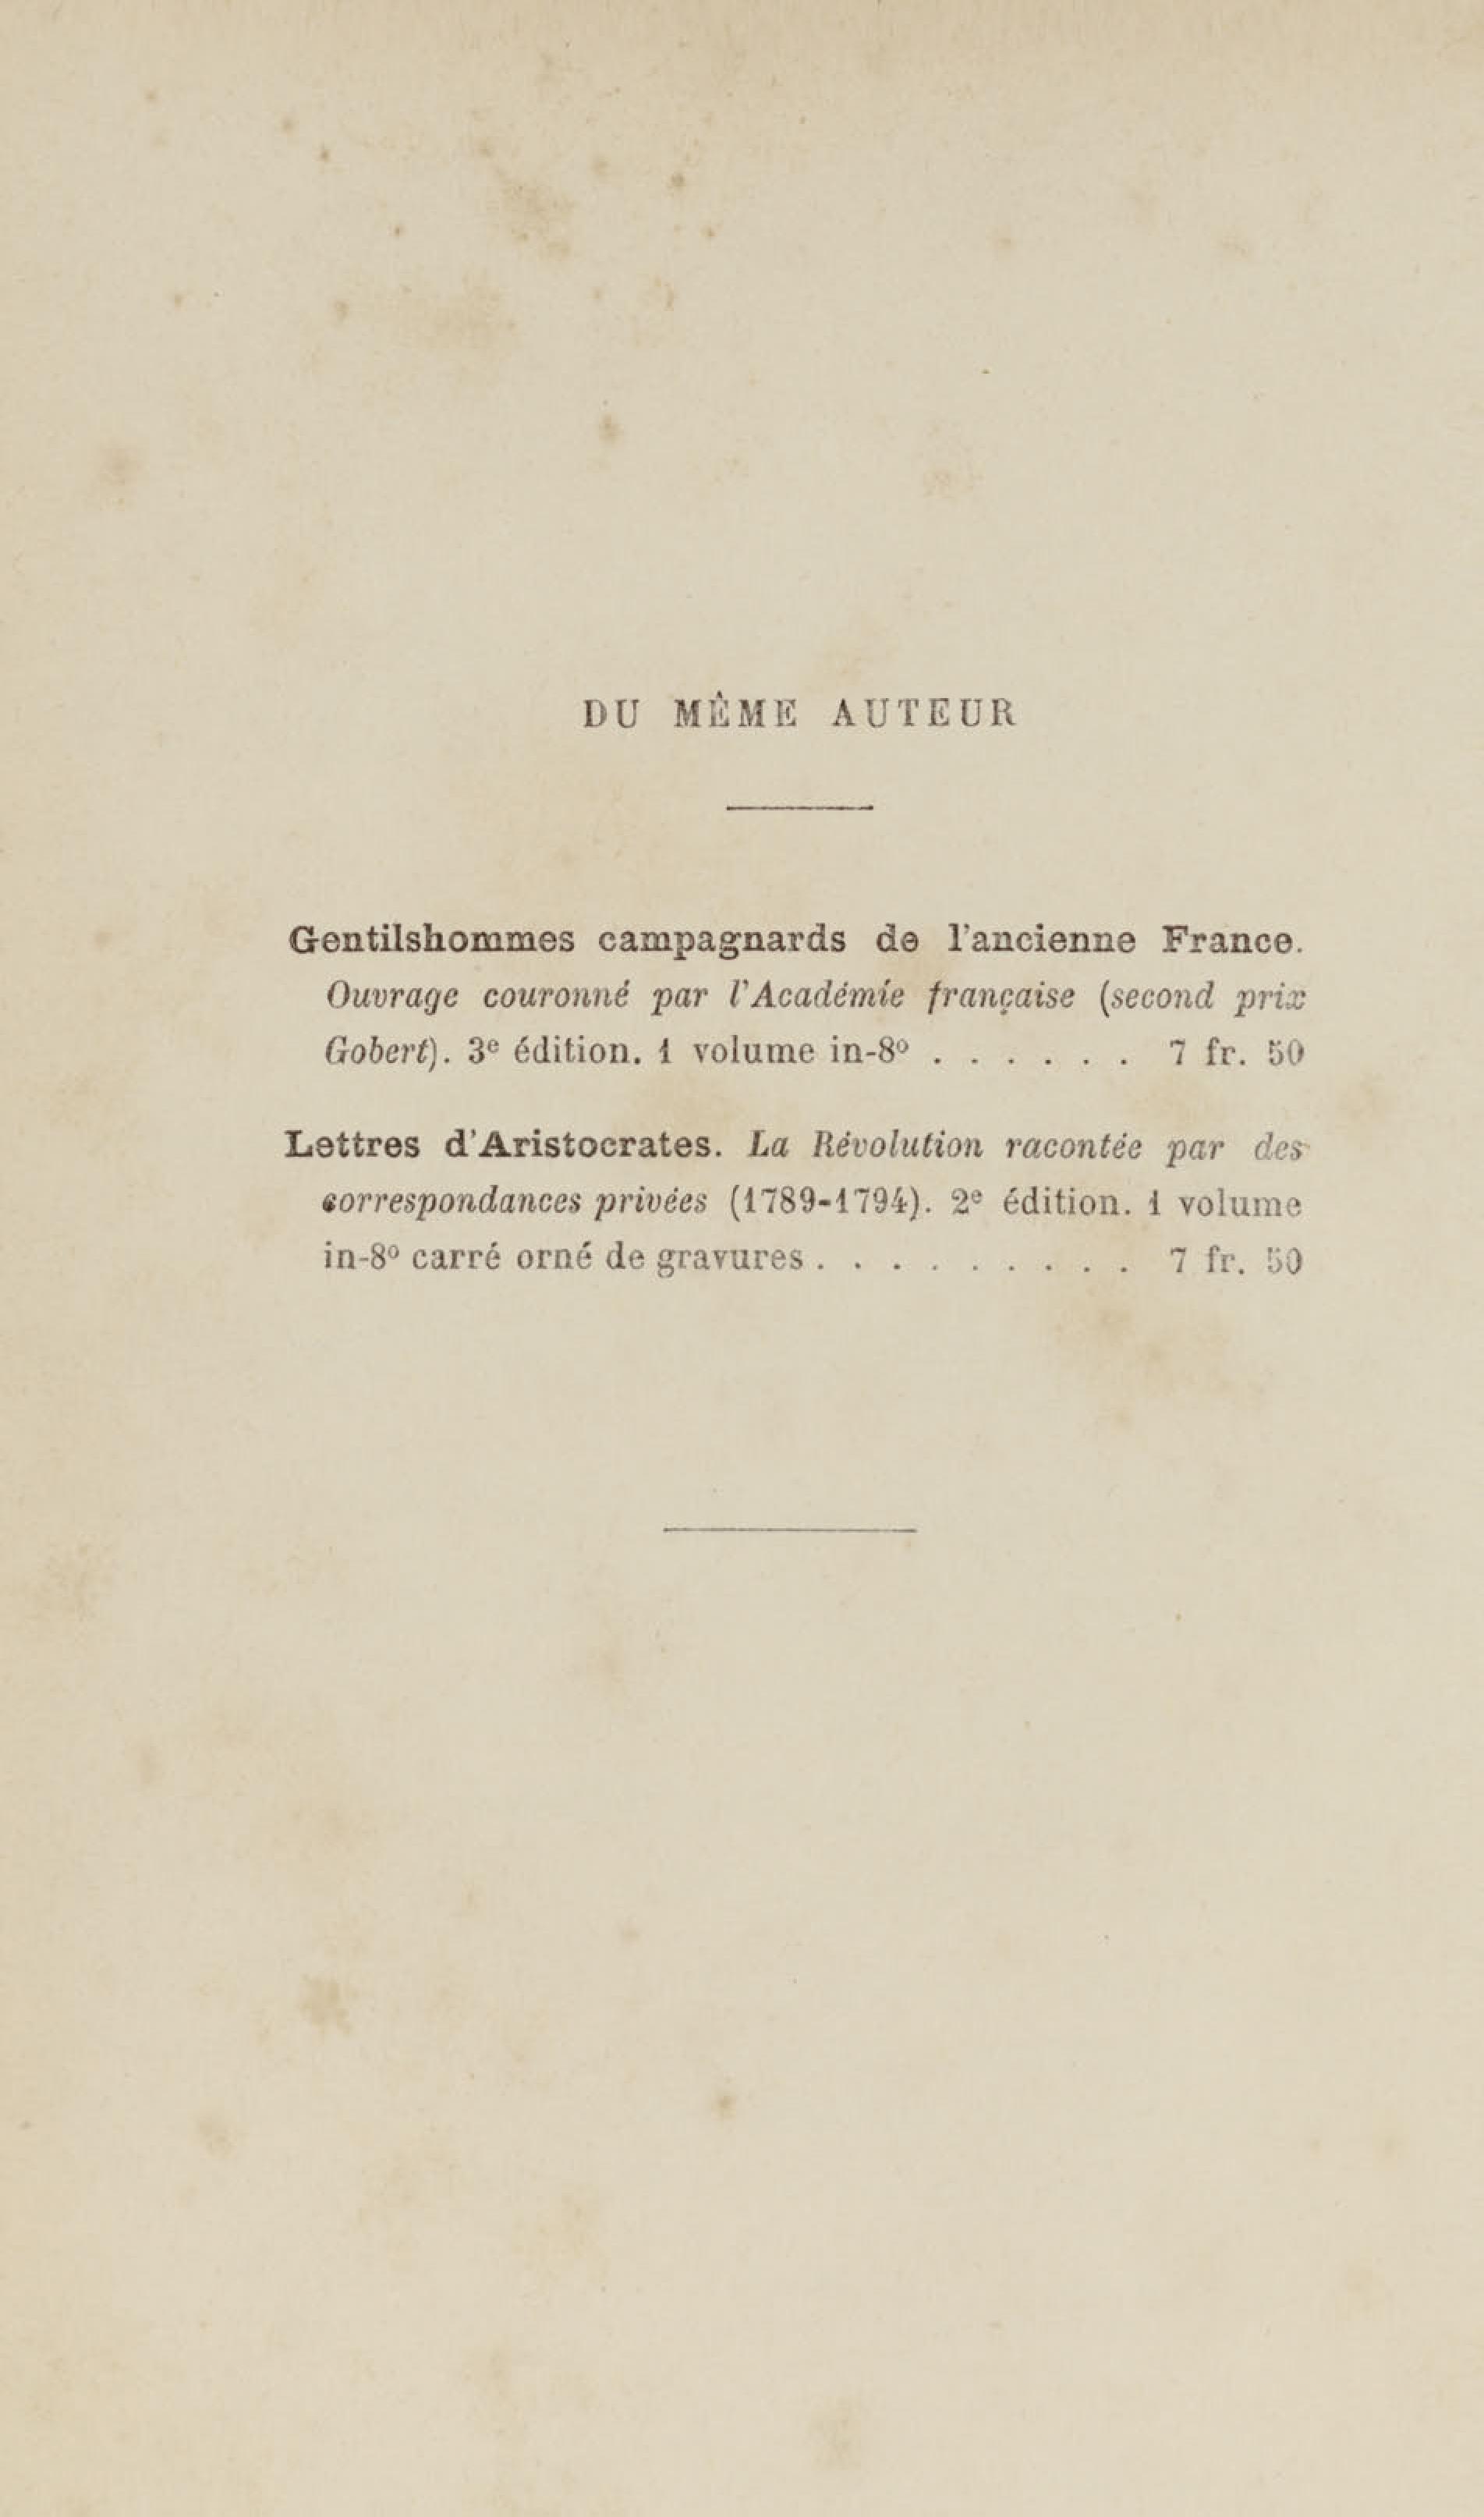 DU MÊME AUTEUR
Gentilshommes campagnards de l'ancienne France.
Ouvrage couronné par l'Académie française (second prix
Gobert). 3e édition. 1 volume in-8o . . . . . . 7 fr. 50
Lettres d'Aristocrates. La Révolution racontée par des
correspondances privées (1789-1794). 2e édition. 1 volume
in-8o carré orné de gravures . . . . . . . . . 7 fr. 50